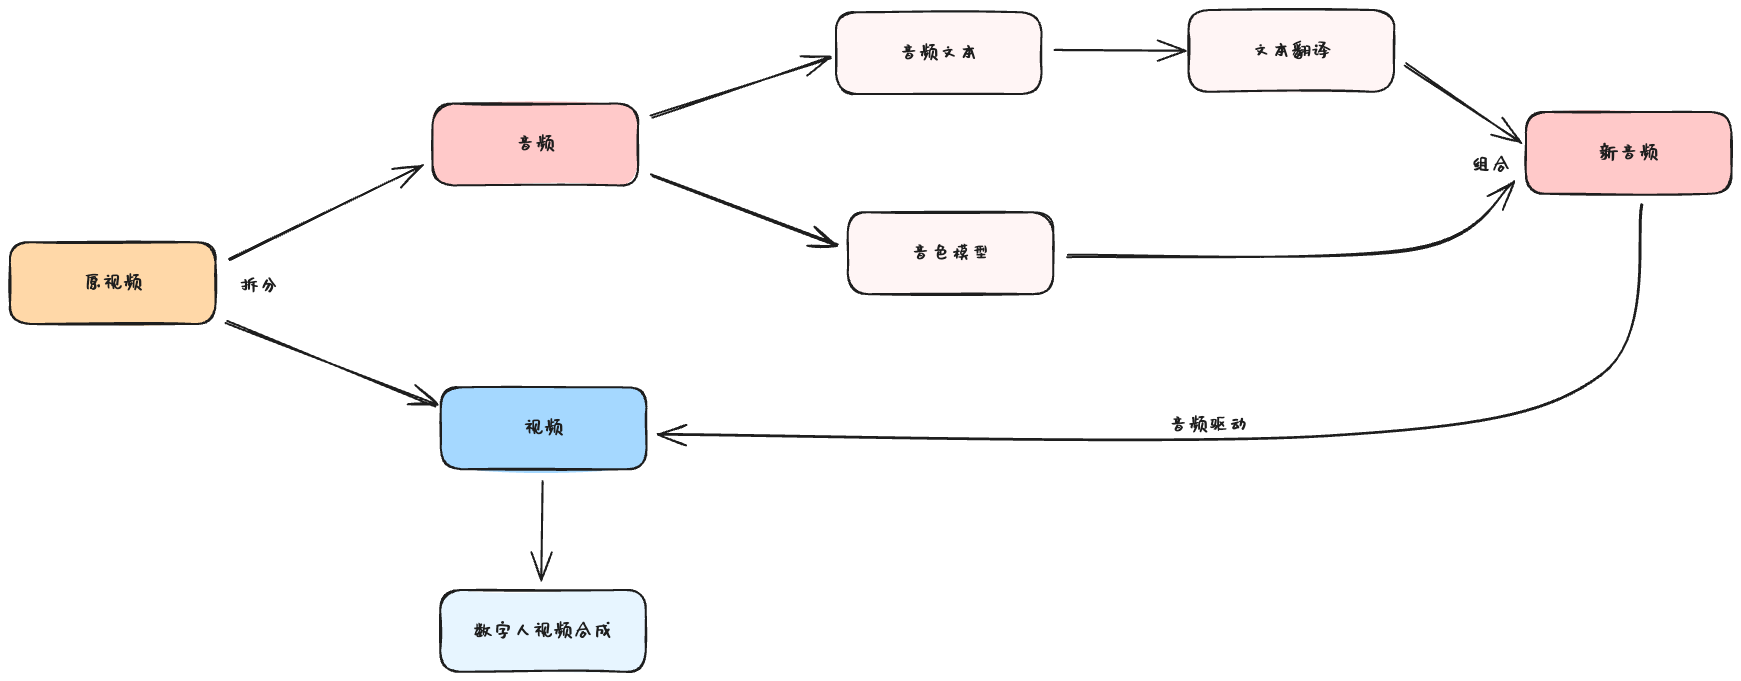 音频文本
文本翻译
音频
新音频
组合
音色模型
原视频
拆分
视频
音频驱动
数字人视频合成